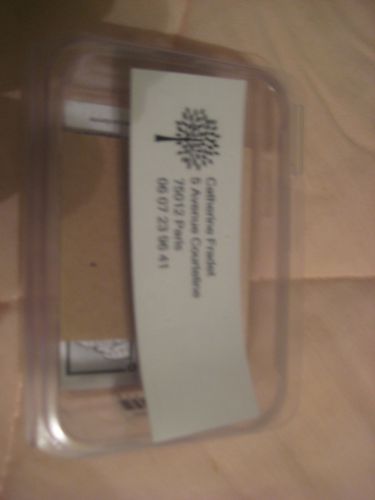 Catherine Fradet
5 Avenue Courteline
75012 Paris
06 07 23 96 41